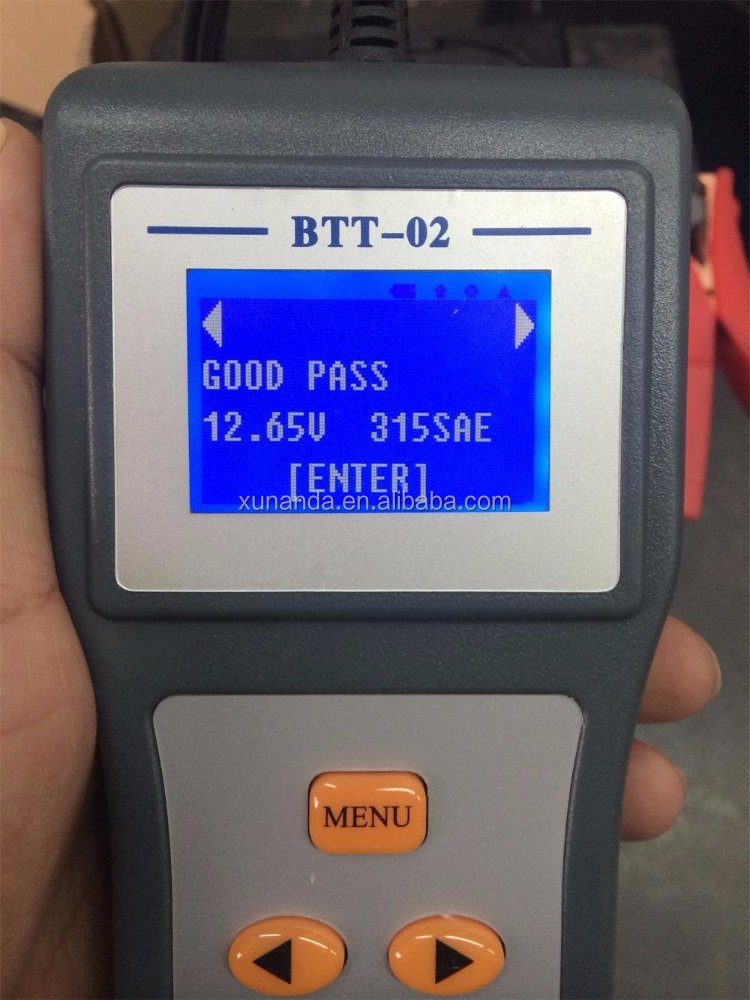 BTT-02
GOOD PASS
12.65V 315SAE
[ENTER]
xunanda.en.alibaba.com
MENU